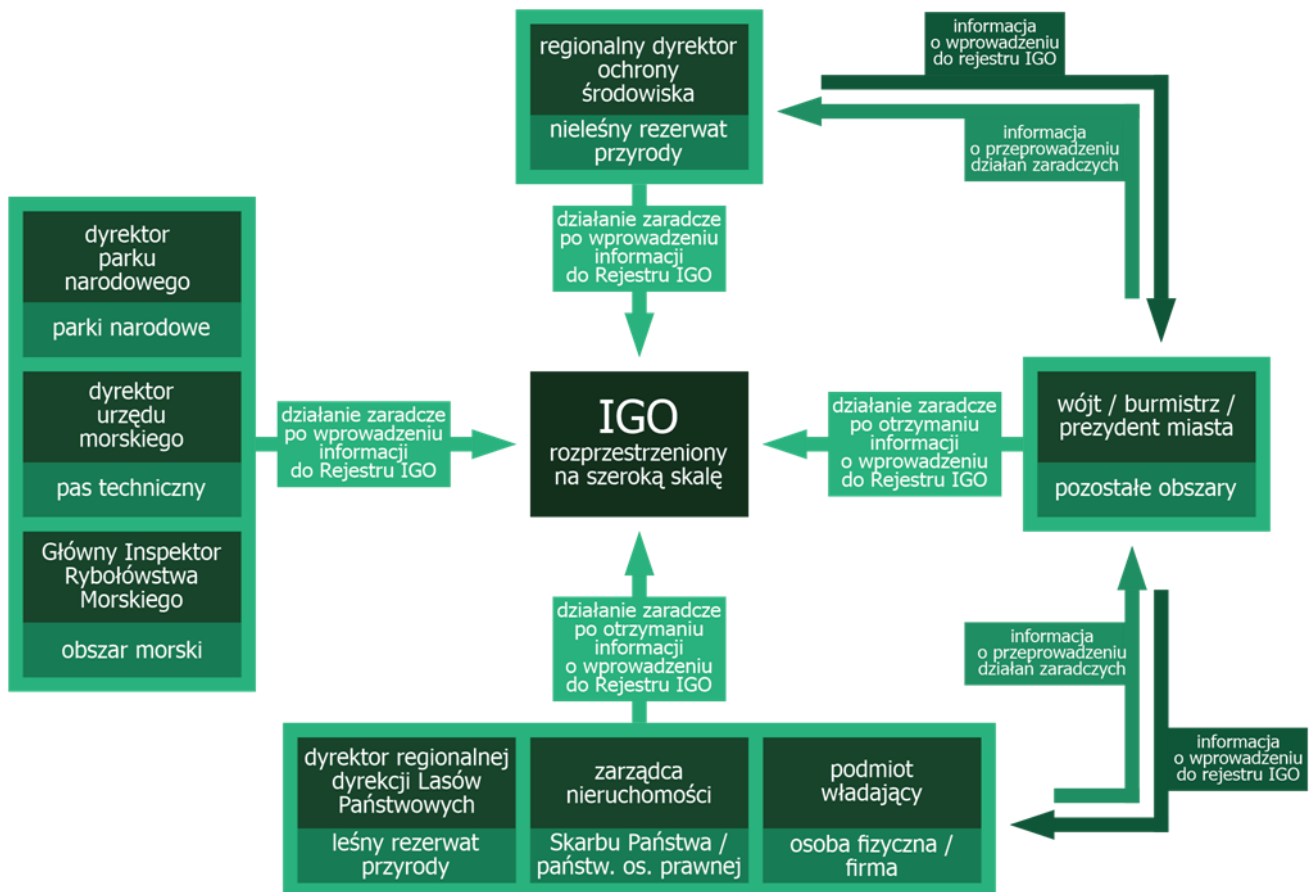 regionalny dyrektor
ochrony
środowiska
nieleśny rezerwat
przyrody
informacja
o wprowadzeniu
do rejestru IGO
informacja
o przeprowadzeniu
działań zaradczych
działanie zaradcze
po wprowadzeniu
informacji
do Rejestru IGO
dyrektor
parku
narodowego
parki narodowe
dyrektor
urzędu
morskiego
pas techniczny
Główny Inspektor
Rybołówstwa
Morskiego
obszar morski
działanie zaradcze
po wprowadzeniu
informacji
do Rejestru IGO
IGO
rozprzestrzeniony
na szeroką skalę
działanie zaradcze
po otrzymaniu
informacji
o wprowadzeniu
do Rejestru IGO
wójt / burmistrz /
prezydent miasta
pozostałe obszary
działanie zaradcze
po otrzymaniu
informacji
o wprowadzeniu
do Rejestru IGO
informacja
o przeprowadzeniu
działań zaradczych
informacja
o wprowadzeniu
do rejestru IGO
dyrektor regionalnej
dyrekcji Lasów
Państwowych
leśny rezerwat
przyrody
zarządca
nieruchomości
Skarbu Państwa /
państw. os. prawnej
podmiot
władający
osoba fizyczna /
firma